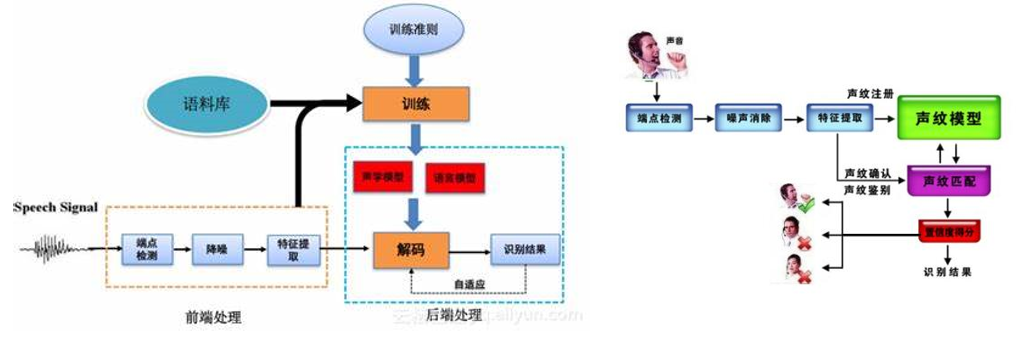 训练准则
语料库
训练
声学模型
语言模型
Speech Signal
端点
检测
降噪
特征提
取
解码
识别结果
自适应
前端处理
后端处理
声音
端点检测
噪声消除
特征提取
声纹注册
声纹模型
声纹确认
声纹鉴别
声纹匹配
置信度得分
识别结果